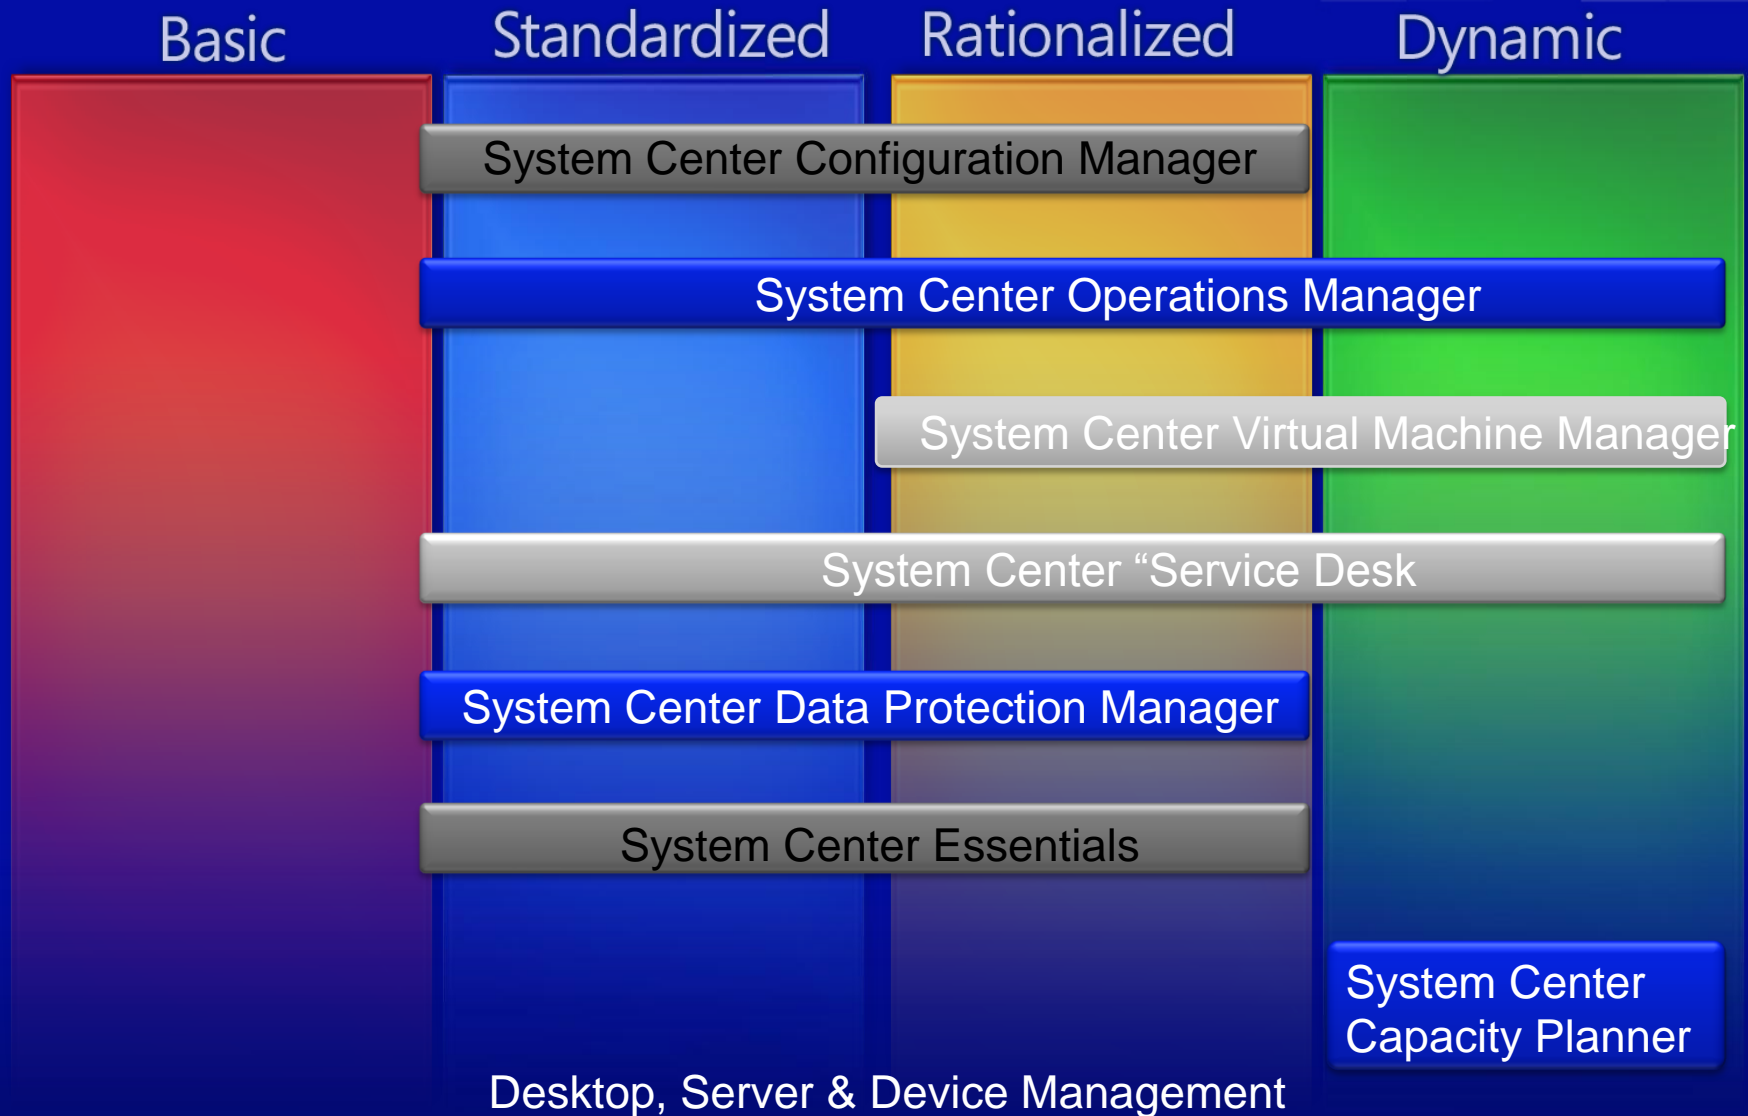 Basic
Standardized
Rationalized
Dynamic
System Center Configuration Manager
System Center Operations Manager
System Center Virtual Machine Manager
System Center “Service Desk
System Center Data Protection Manager
System Center Essentials
System Center
Capacity Planner
Desktop, Server & Device Management